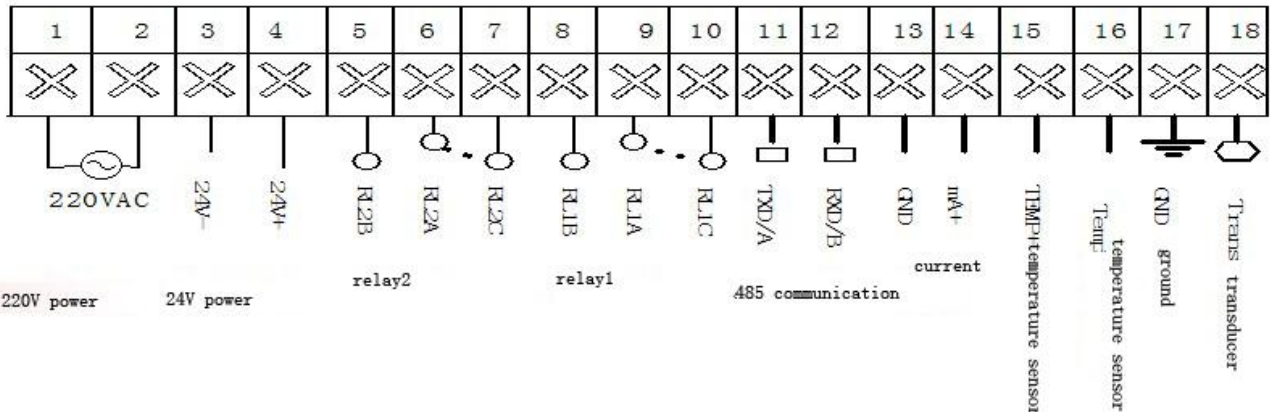 1 2 3 4 5 6 7 8 9 10 11 12 13 14 15 16 17 18
220VAC
24V-
24V+
RL2B
RL2A
RL2C
RL1B
RL1A
RL1C
TXD/A
RXD/B
GND
mA+
TEMP+temperature sensor
Temp temperature sensor
GND ground
Trans transducer
220V power
24V power
relay2
relay1
485 communication
current